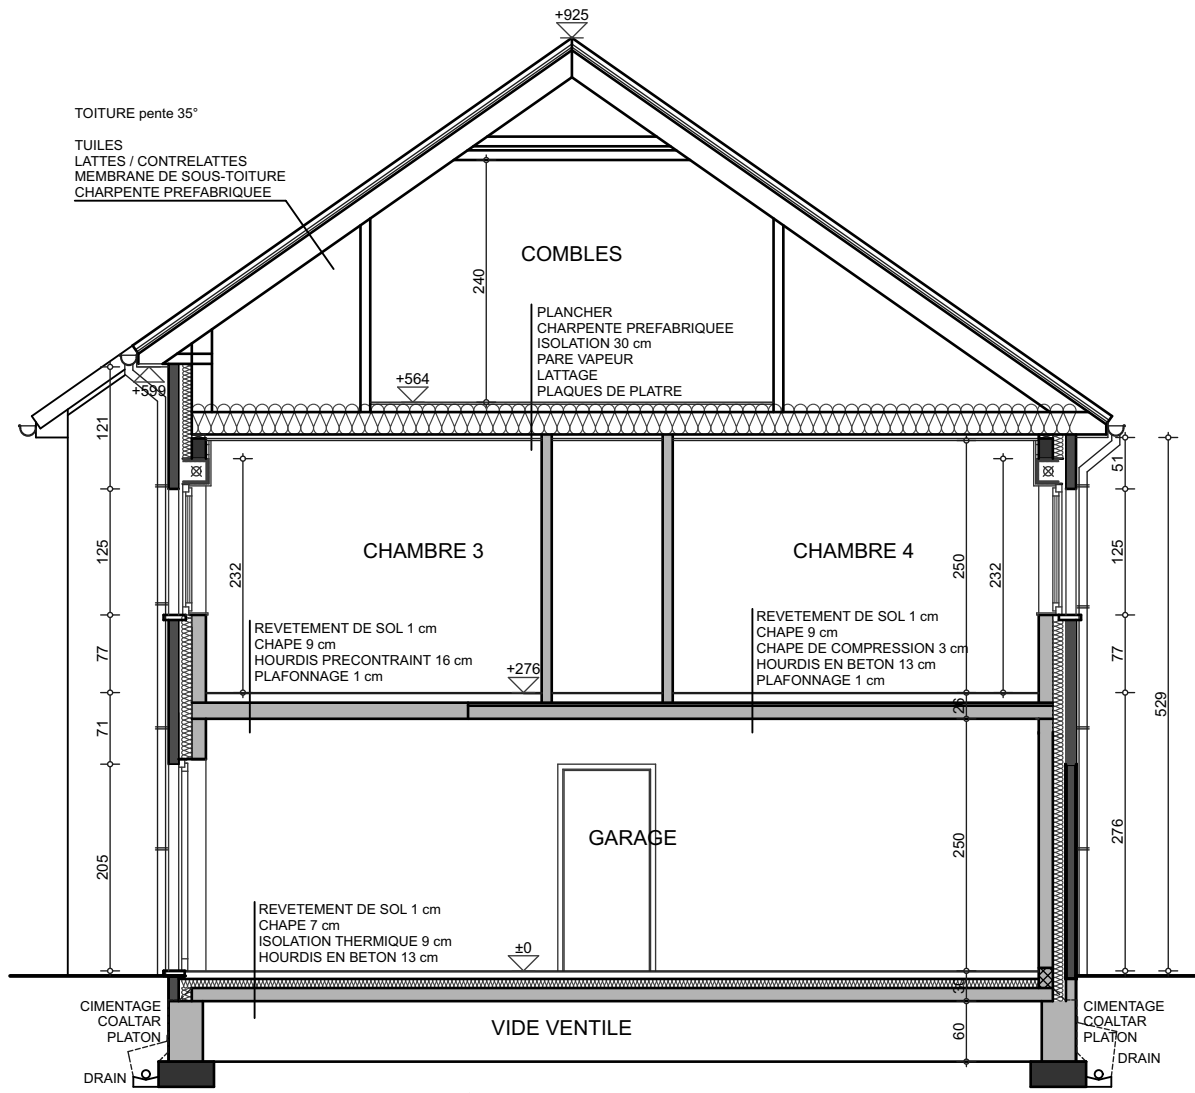 +925
TOITURE pente 35°
TUILES
LATTES / CONTRELATTES
MEMBRANE DE SOUS-TOITURE
CHARPENTE PREFABRIQUEE
COMBLES
240
PLANCHER
CHARPENTE PREFABRIQUEE
ISOLATION 30 cm
PARE VAPEUR
LATTAGE
PLAQUES DE PLATRE
+564
+599
121
51
CHAMBRE 3
CHAMBRE 4
125
232
250
232
125
529
REVETEMENT DE SOL 1 cm
CHAPE 9 cm
HOURDIS PRECONTRAINT 16 cm
PLAFONNAGE 1 cm
REVETEMENT DE SOL 1 cm
CHAPE 9 cm
CHAPE DE COMPRESSION 3 cm
HOURDIS EN BETON 13 cm
PLAFONNAGE 1 cm
77
+276
77
71
26
GARAGE
205
250
276
REVETEMENT DE SOL 1 cm
CHAPE 7 cm
ISOLATION THERMIQUE 9 cm
HOURDIS EN BETON 13 cm
±0
30
CIMENTAGE
COALTAR
PLATON
DRAIN
VIDE VENTILE
60
CIMENTAGE
COALTAR
PLATON
DRAIN